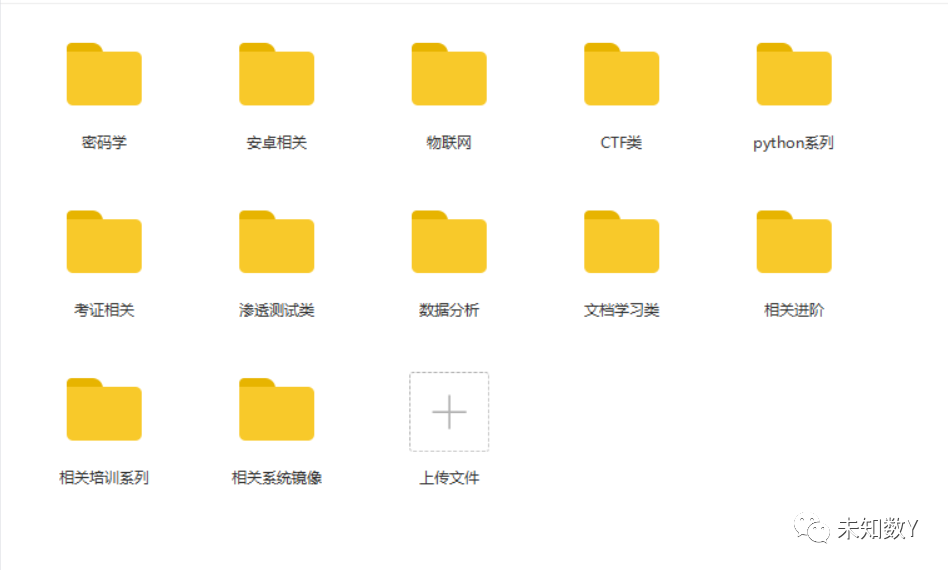 密码学
安卓相关
物联网
CTF类
python系列
考证相关
渗透测试类
数据分析
文档学习类
相关进阶
相关培训系列
相关系统镜像
上传文件
未知数Y